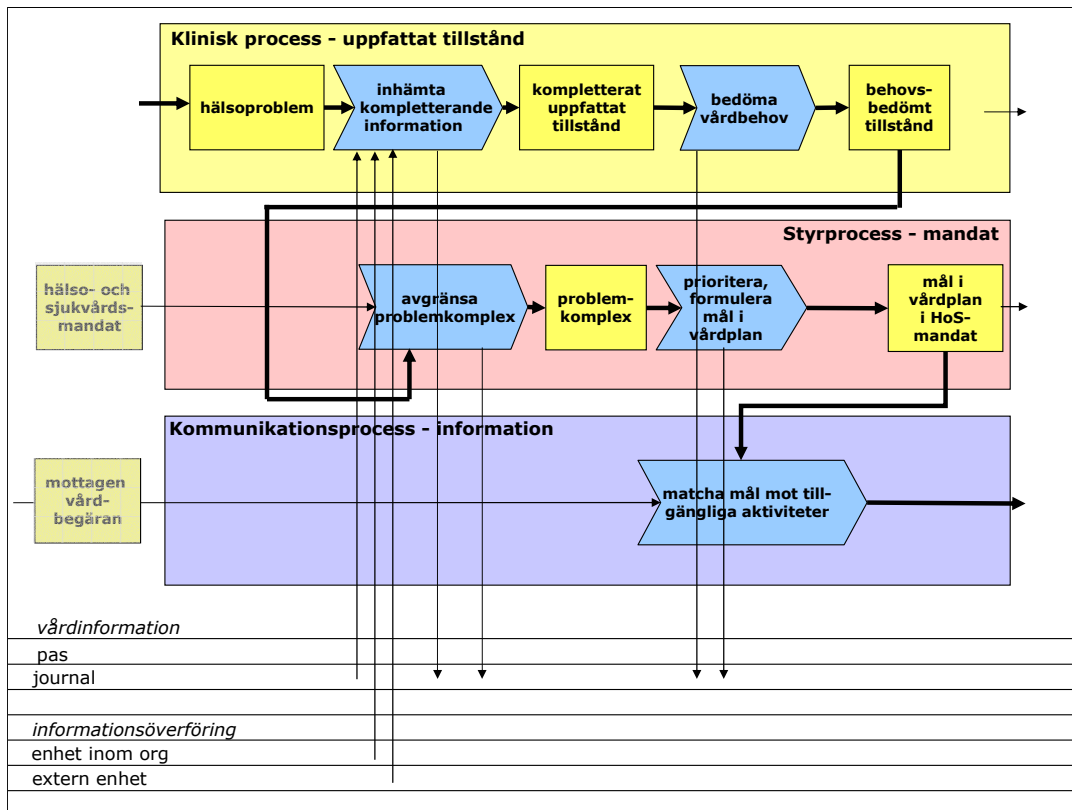 Klinisk process - uppfattat tillstånd
hälsoproblem
inhämta
kompletterande
information
kompletterat
uppfattat
tillstånd
bedöma
vårdbehov
behovs-
bedömt
tillstånd
Styrprocess - mandat
hälso- och
sjukvårds-
mandat
avgränsa
problemkomplex
problem-
komplex
prioritera,
formulera
mål i
vårdplan
mål i
vårdplan
i HoS-
mandat
Kommunikationsprocess - information
mottagen
vård-
begäran
matcha mål mot till-
gängliga aktiviteter
vårdinformation
pas
journal
informationsöverföring
enhet inom org
extern enhet